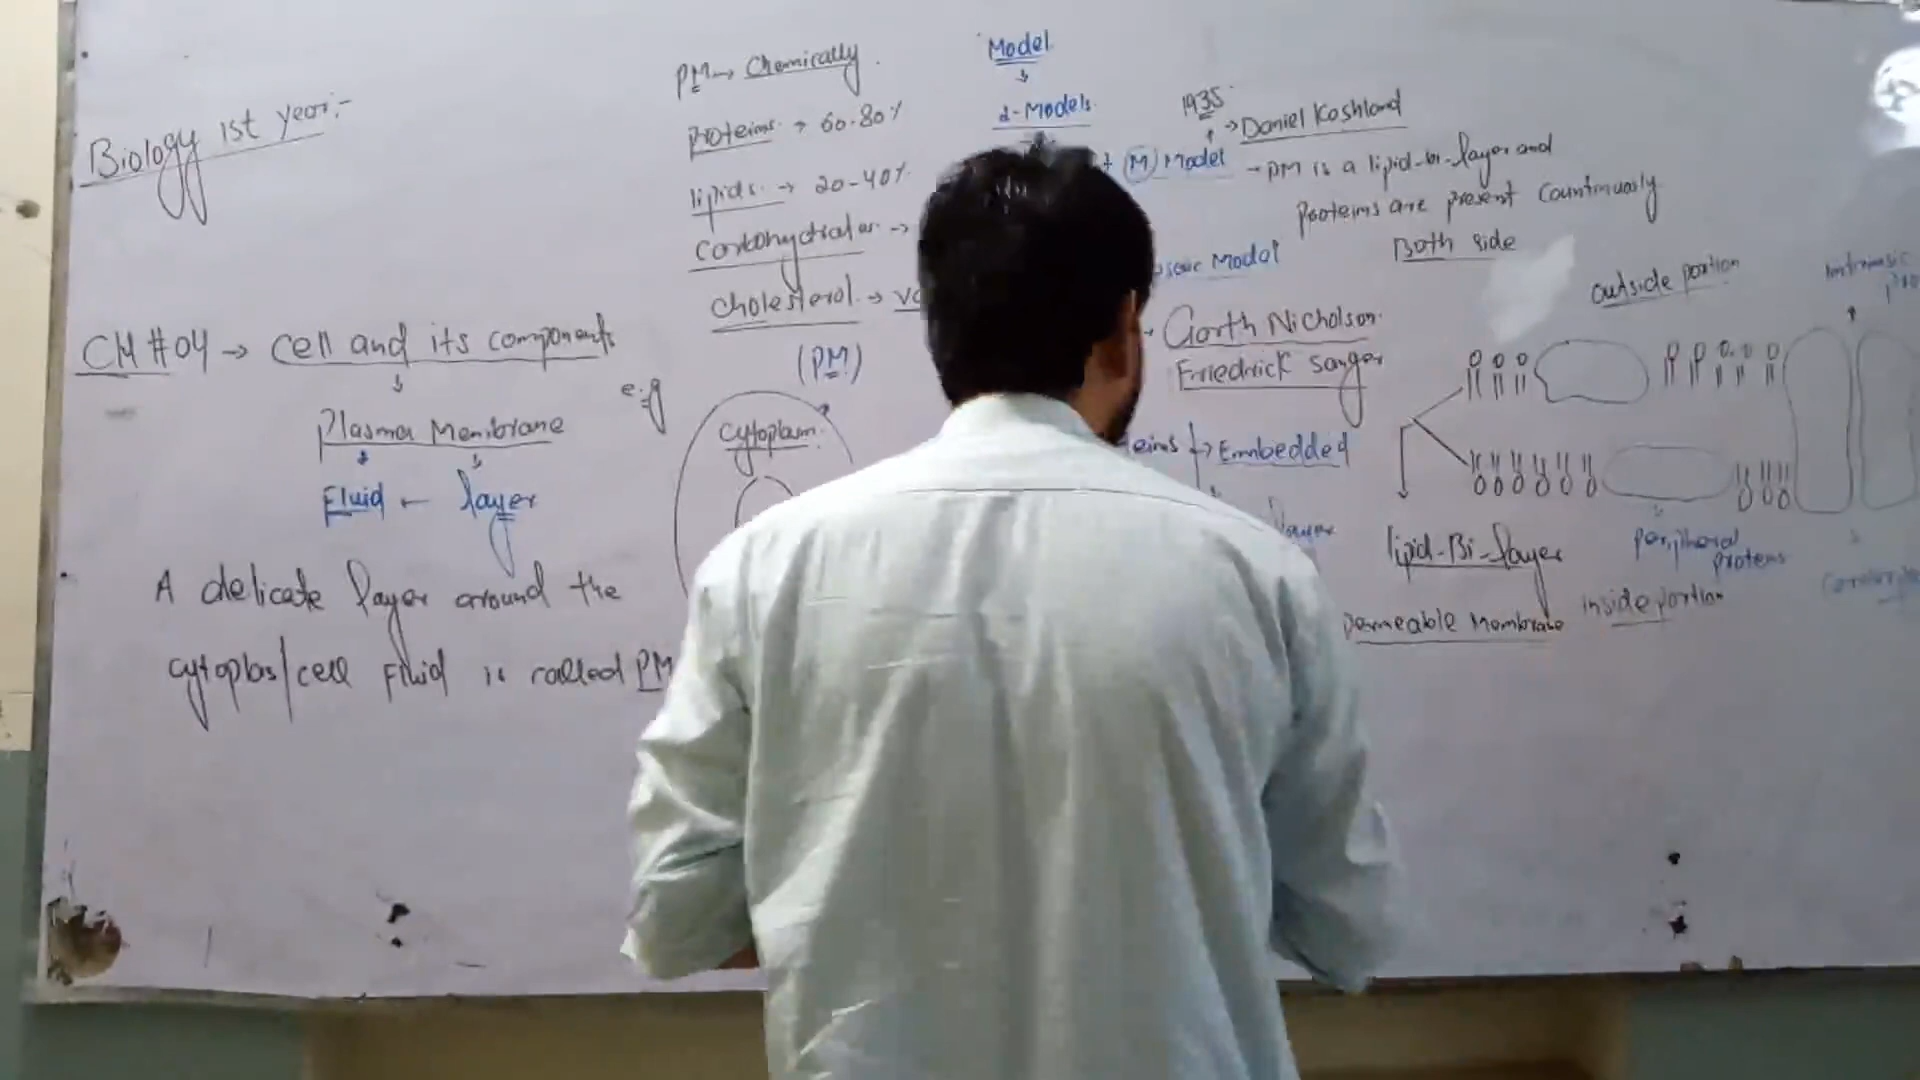 Biology 1st year:-
CH #04 → Cell and its components
Plasma Membrane
Fluid ← layer
A delicate layer around the
cytoplas/cell Fluid is called PM
PM → Chemically
Proteins → 60-80%
lipids → 20-40%
Carbohydrates →
Cholesterol →
(PM)
e.g
Cytoplasm
Model
2-Models
1935
→ Daniel Koshland
+ (M) Model → PM is a lipid-bi-layer and
Proteins are present Countinuosly
Both side
Model
Garth Nicholson
Friedrick Sanger
→ Embedded
layer
outside portion
intrinsic
lipid-Bi-layer
Peripheral
proteins
inside portion
Permeable Membrane